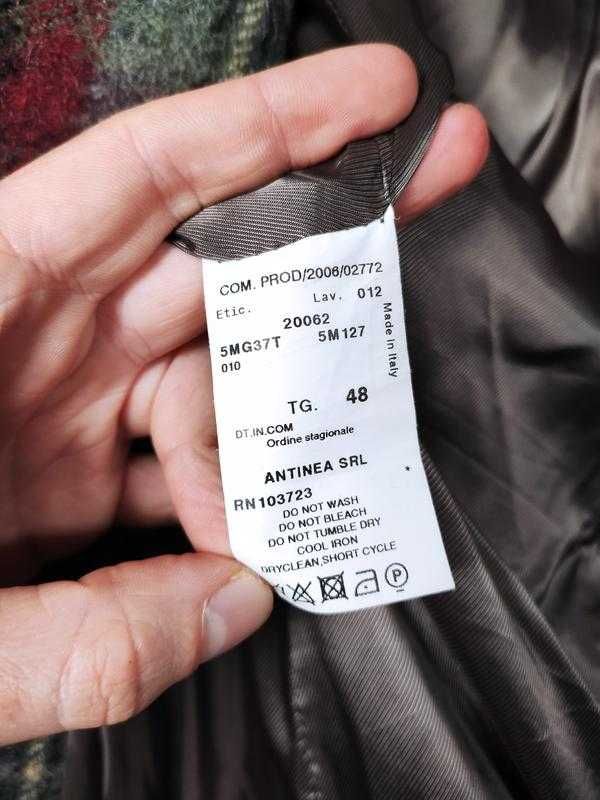 COM. PROD/2006/02772
Etic. Lav. 012
20062
5MG37T 5M127
010
Made in Italy
TG. 48
DT.IN.COM
Ordine stagionale
ANTINEA SRL
*
RN103723
DO NOT WASH
DO NOT BLEACH
DO NOT TUMBLE DRY
COOL IRON
DRYCLEAN,SHORT CYCLE
P